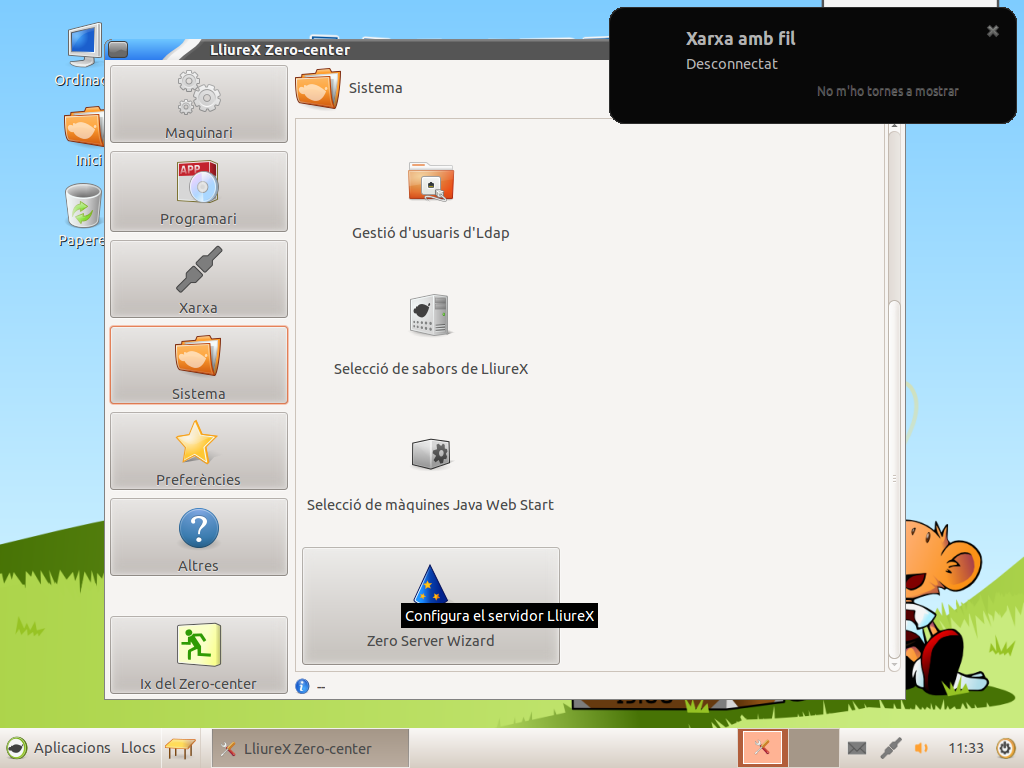 Xarxa amb fil
Desconnectat
No m'ho tornes a mostrar
LliureX Zero-center
Inici
Maquinari
Programari
Xarxa
Sistema
Preferències
Altres
Ix del Zero-center
Sistema
APP
Gestió d'usuaris d'Ldap
Selecció de sabors de LliureX
Selecció de màquines Java Web Start
Configura el servidor LliureX
Zero Server Wizard
--
Aplicacions
Llocs
LliureX Zero-center
11:33